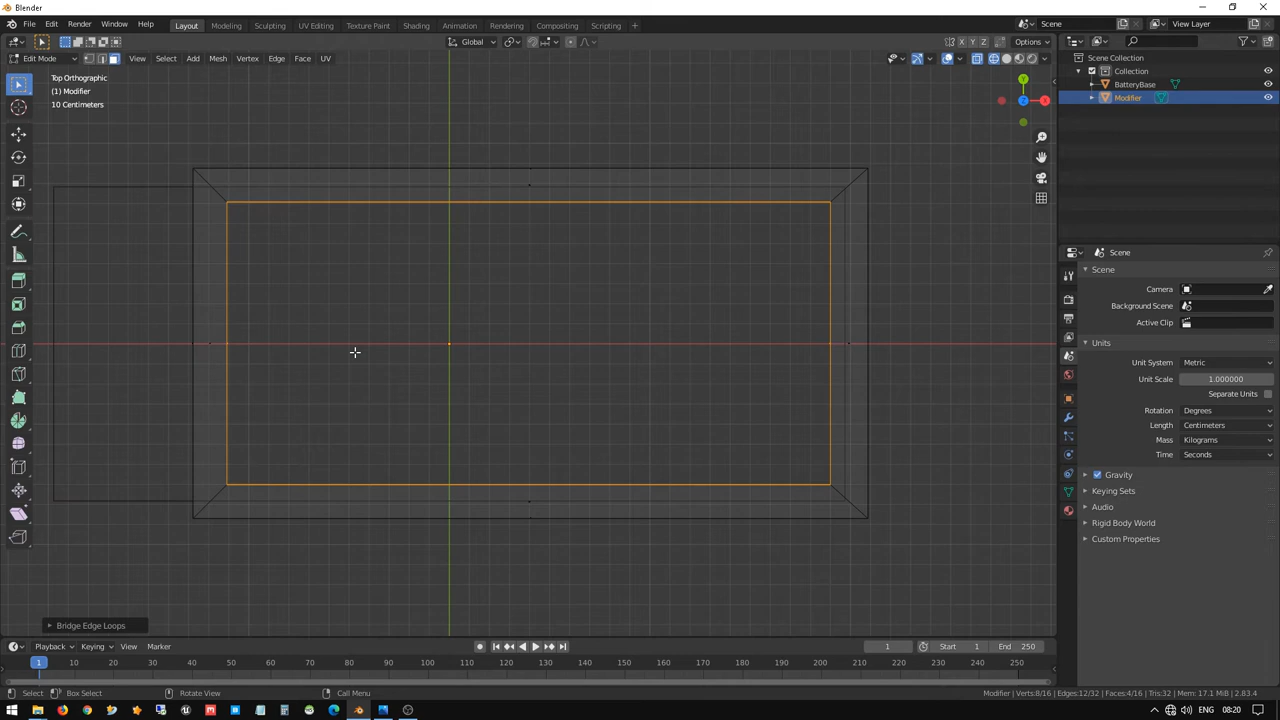 Blender
File Edit Render Window Help Layout Modeling Sculpting UV Editing Texture Paint Shading Animation Rendering Compositing Scripting + Scene View Layer
Global X Y Z Options
Edit Mode View Select Add Mesh Vertex Edge Face UV
Top Orthographic
(1) Modifier
10 Centimeters
Y
Z X
Scene Collection
Collection
BatteryBase
Modifier
Scene
Scene
Camera
Background Scene
Active Clip
Units
Unit System Metric
Unit Scale 1.000000
Separate Units
Rotation Degrees
Length Centimeters
Mass Kilograms
Time Seconds
Gravity
Keying Sets
Audio
Rigid Body World
Custom Properties
Bridge Edge Loops
Playback Keying View Marker 1 Start 1 End 250
1 10 20 30 40 50 60 70 80 90 100 110 120 130 140 150 160 170 180 190 200 210 220 230 240 250
Select Box Select Rotate View Call Menu Modifier | Verts:8/16 | Edges:12/32 | Faces:4/16 | Tris:32 | Mem: 17.1 MiB | 2.83.4
ENG 08:20